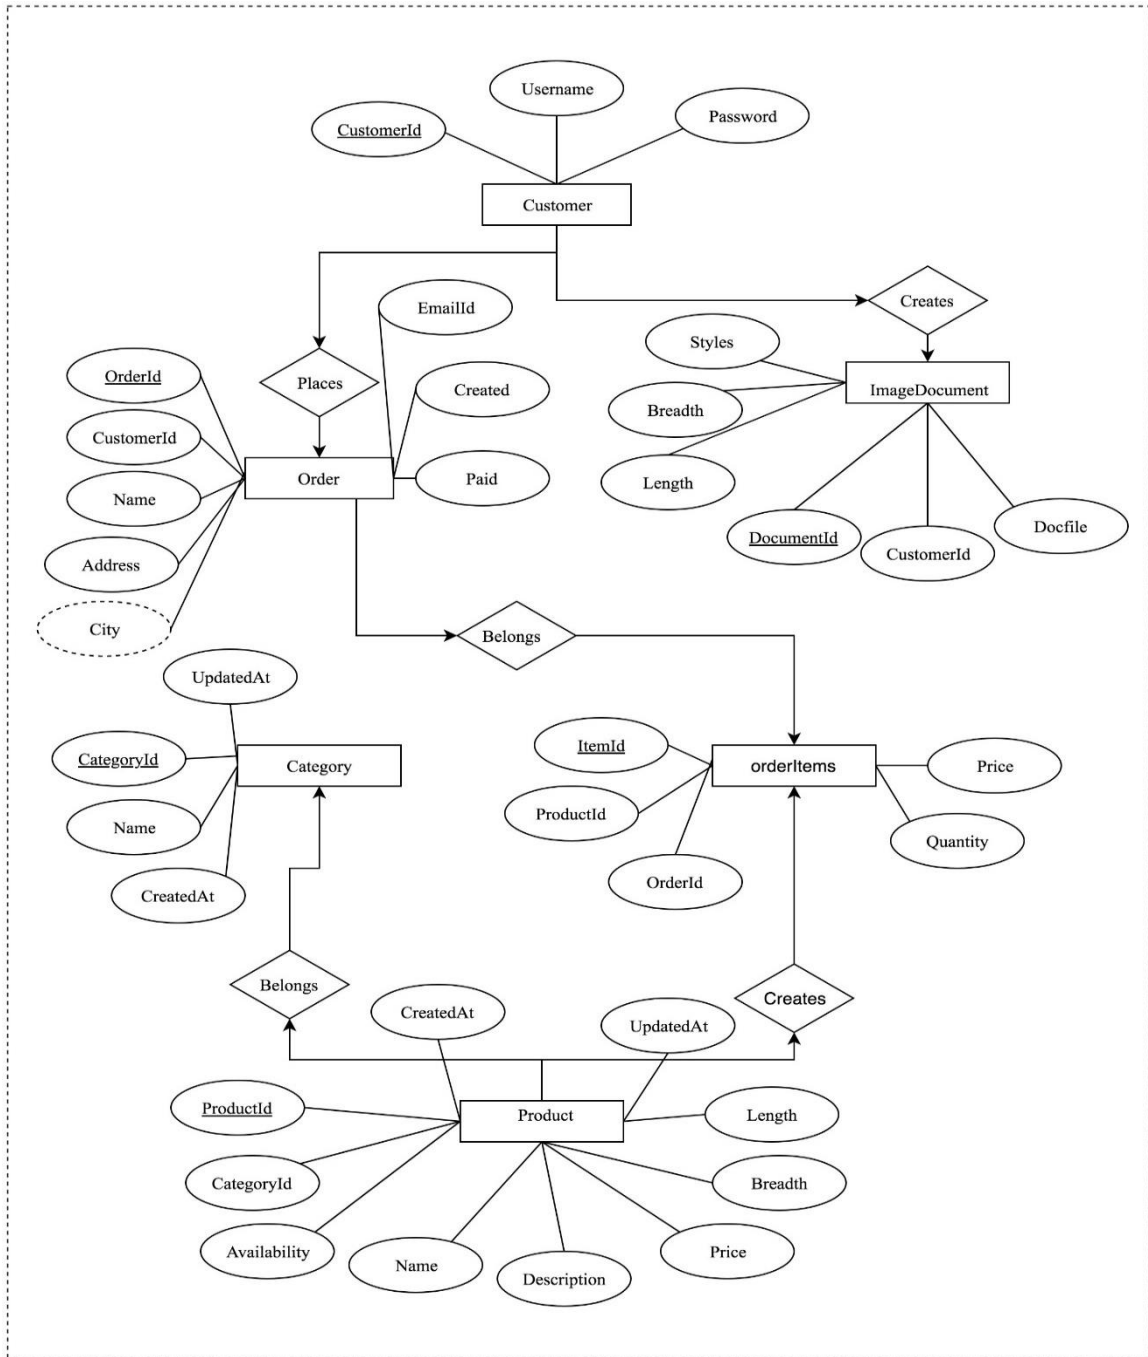 Username
CustomerId
Password
Customer
EmailId
Creates
Styles
OrderId
Places
Created
ImageDocument
Breadth
CustomerId
Order
Paid
Length
Name
Docfile
DocumentId
CustomerId
Address
City
Belongs
UpdatedAt
ItemId
CategoryId
Category
orderItems
Price
ProductId
Name
Quantity
OrderId
CreatedAt
Belongs
Creates
CreatedAt
UpdatedAt
ProductId
Product
Length
CategoryId
Breadth
Availability
Name
Price
Description